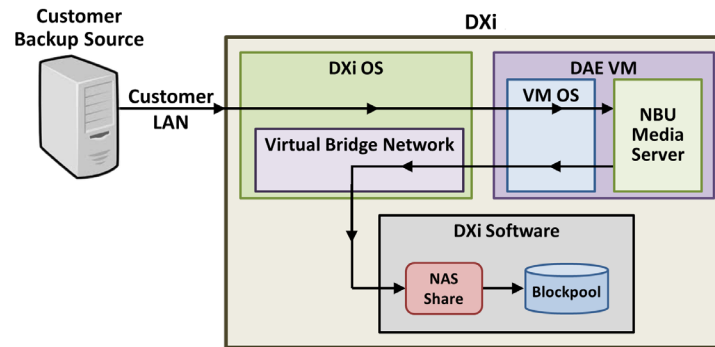 Customer
Backup Source
DXi
DXi OS
DAE VM
VM OS
Customer
LAN
NBU
Media
Server
Virtual Bridge Network
DXi Software
NAS
Share
Blockpool